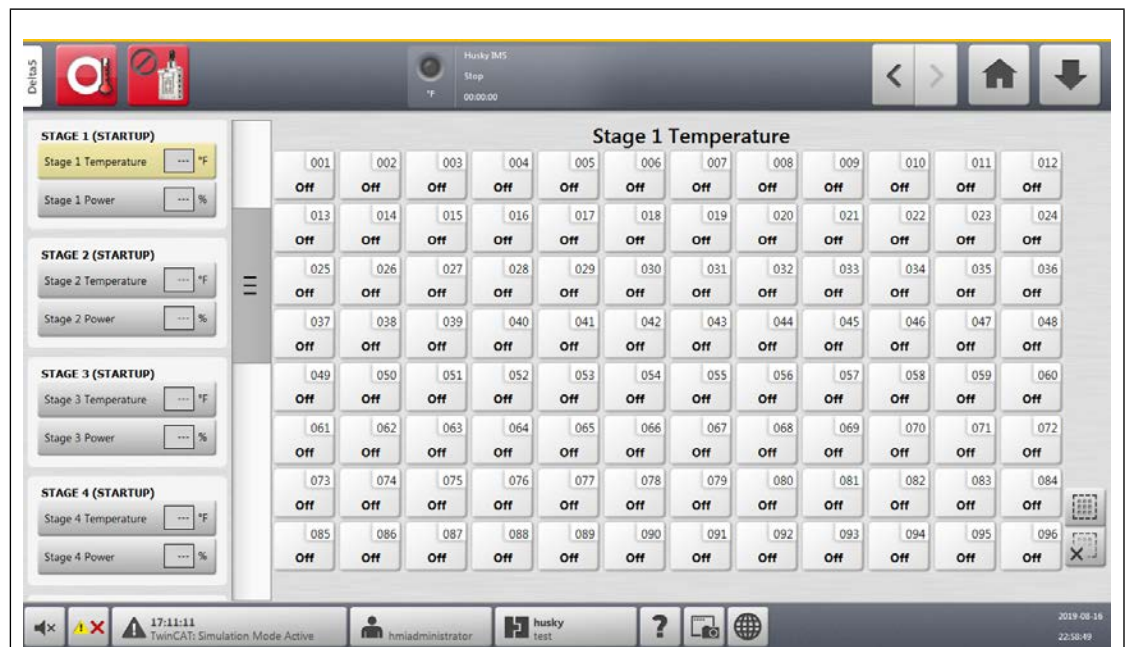 Delta5
Husky IMS
Stop
°F 00:00:00
STAGE 1 (STARTUP)
Stage 1 Temperature --- °F
Stage 1 Power --- %
STAGE 2 (STARTUP)
Stage 2 Temperature --- °F
Stage 2 Power --- %
STAGE 3 (STARTUP)
Stage 3 Temperature --- °F
Stage 3 Power --- %
STAGE 4 (STARTUP)
Stage 4 Temperature --- °F
Stage 4 Power --- %
Stage 1 Temperature
001 002 003 004 005 006 007 008 009 010 011 012
Off Off Off Off Off Off Off Off Off Off Off Off
013 014 015 016 017 018 019 020 021 022 023 024
Off Off Off Off Off Off Off Off Off Off Off Off
025 026 027 028 029 030 031 032 033 034 035 036
Off Off Off Off Off Off Off Off Off Off Off Off
037 038 039 040 041 042 043 044 045 046 047 048
Off Off Off Off Off Off Off Off Off Off Off Off
049 050 051 052 053 054 055 056 057 058 059 060
Off Off Off Off Off Off Off Off Off Off Off Off
061 062 063 064 065 066 067 068 069 070 071 072
Off Off Off Off Off Off Off Off Off Off Off Off
073 074 075 076 077 078 079 080 081 082 083 084
Off Off Off Off Off Off Off Off Off Off Off Off
085 086 087 088 089 090 091 092 093 094 095 096
Off Off Off Off Off Off Off Off Off Off Off Off
17:11:11
TwinCAT: Simulation Mode Active
hmiadministrator
husky
test
?
2019-08-16
22:58:49